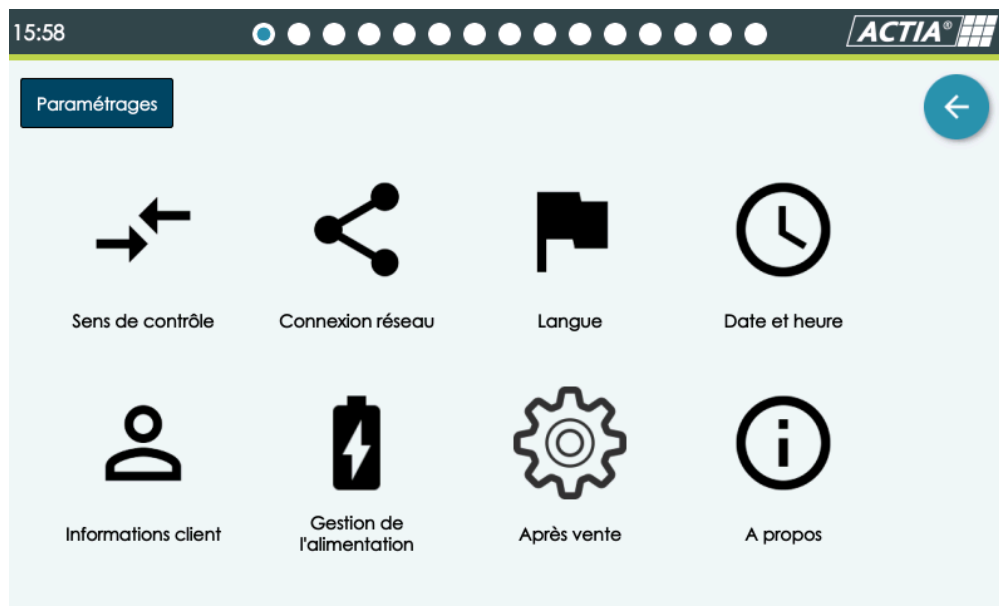 15:58
ACTIA®
Paramétrages
Sens de contrôle
Connexion réseau
Langue
Date et heure
Informations client
Gestion de
l'alimentation
Après vente
A propos